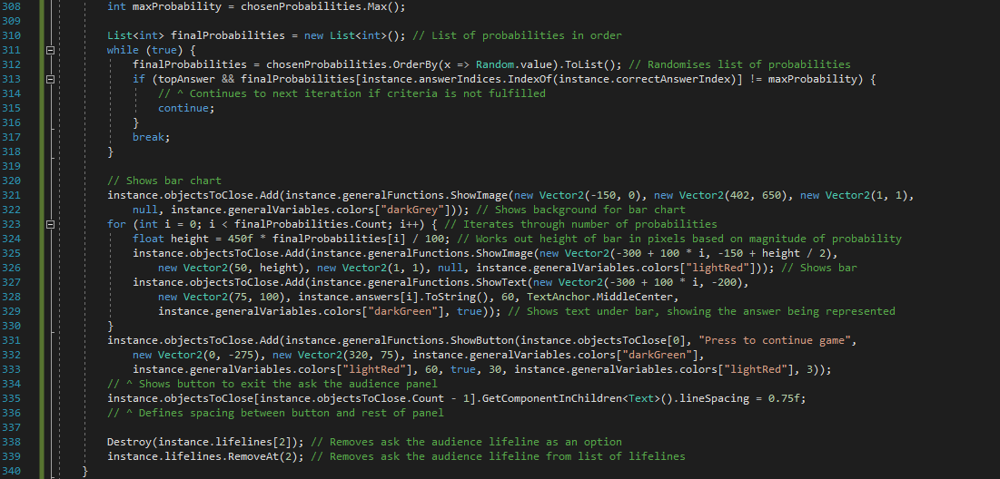 308 int maxProbability = chosenProbabilities.Max();
309
310 List<int> finalProbabilities = new List<int>(); // List of probabilities in order
311 while (true) {
312 finalProbabilities = chosenProbabilities.OrderBy(x => Random.value).ToList(); // Randomises list of probabilities
313 if (topAnswer && finalProbabilities[instance.answerIndices.IndexOf(instance.correctAnswerIndex)] != maxProbability) {
314 // ^ Continues to next iteration if criteria is not fulfilled
315 continue;
316 }
317 break;
318 }
319
320 // Shows bar chart
321 instance.objectsToClose.Add(instance.generalFunctions.ShowImage(new Vector2(-150, 0), new Vector2(402, 650), new Vector2(1, 1),
322 null, instance.generalVariables.colors["darkGrey"])); // Shows background for bar chart
323 for (int i = 0; i < finalProbabilities.Count; i++) { // Iterates through number of probabilities
324 float height = 450f * finalProbabilities[i] / 100; // Works out height of bar in pixels based on magnitude of probability
325 instance.objectsToClose.Add(instance.generalFunctions.ShowImage(new Vector2(-300 + 100 * i, -150 + height / 2),
326 new Vector2(50, height), new Vector2(1, 1), null, instance.generalVariables.colors["lightRed"])); // Shows bar
327 instance.objectsToClose.Add(instance.generalFunctions.ShowText(new Vector2(-300 + 100 * i, -200),
328 new Vector2(75, 100), instance.answers[i].ToString(), 60, TextAnchor.MiddleCenter,
329 instance.generalVariables.colors["darkGreen"], true)); // Shows text under bar, showing the answer being represented
330 }
331 instance.objectsToClose.Add(instance.generalFunctions.ShowButton(instance.objectsToClose[0], "Press to continue game",
332 new Vector2(0, -275), new Vector2(320, 75), instance.generalVariables.colors["darkGreen"],
333 instance.generalVariables.colors["lightRed"], 60, true, 30, instance.generalVariables.colors["lightRed"], 3));
334 // ^ Shows button to exit the ask the audience panel
335 instance.objectsToClose[instance.objectsToClose.Count - 1].GetComponentInChildren<Text>().lineSpacing = 0.75f;
336 // ^ Defines spacing between button and rest of panel
337
338 Destroy(instance.lifelines[2]); // Removes ask the audience lifeline as an option
339 instance.lifelines.RemoveAt(2); // Removes ask the audience lifeline from list of lifelines
340 }